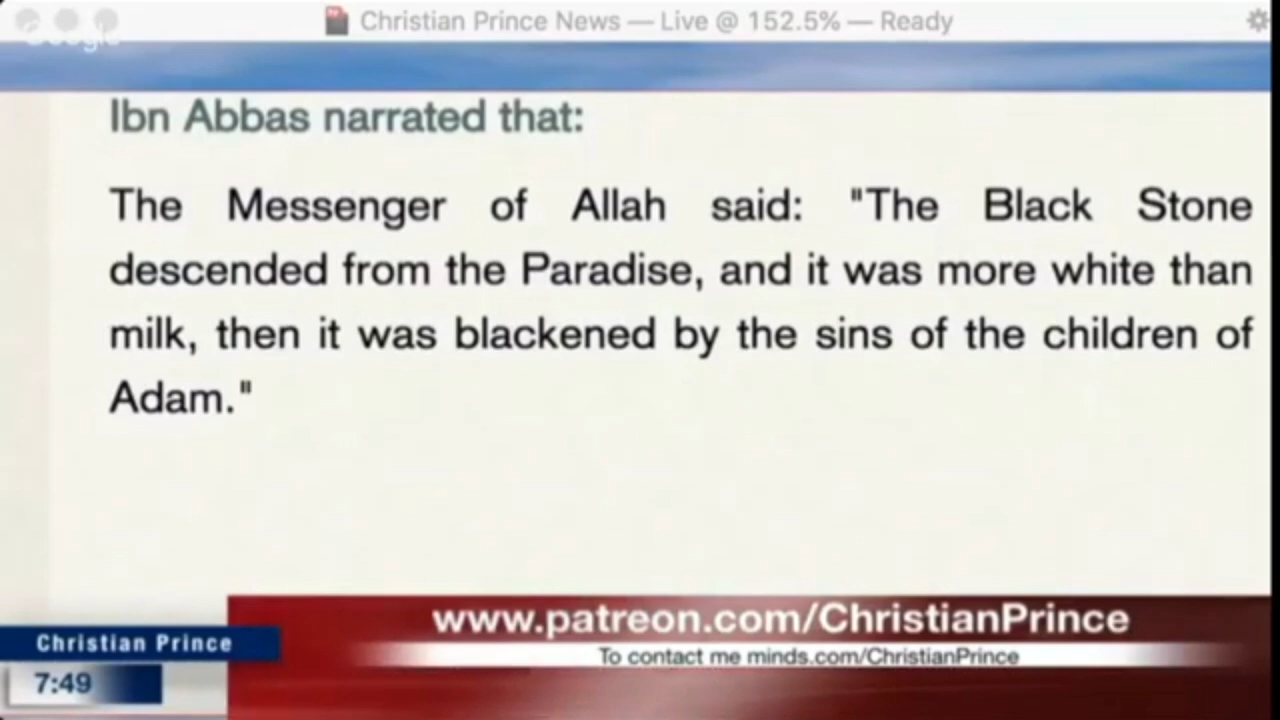 Christian Prince News — Live @ 152.5% — Ready
Google
Ibn Abbas narrated that:
The Messenger of Allah said: "The Black Stone
descended from the Paradise, and it was more white than
milk, then it was blackened by the sins of the children of
Adam."
www.patreon.com/ChristianPrince
Christian Prince
To contact me minds.com/ChristianPrince
7:49